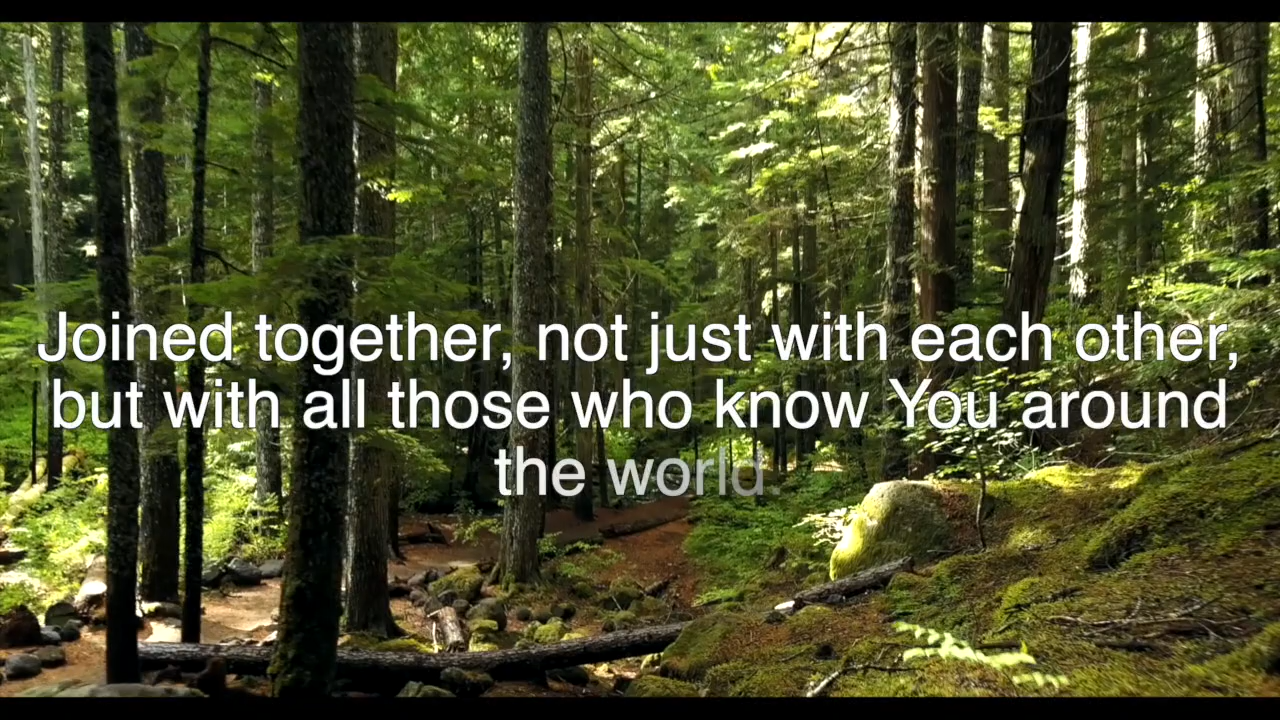 Joined together, not just with each other,
but with all those who know You around
the world.